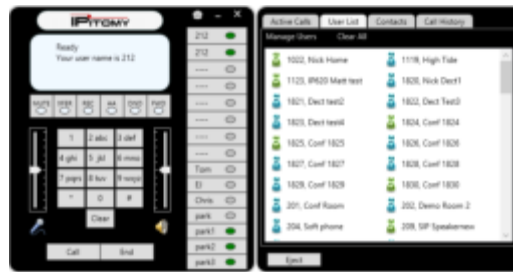 IPitomy
Ready
Your user name is 212
MUTE XFER REC AA DND FWD
1 2 abc 3 def
4 ghi 5 jkl 6 mno
7 pqrs 8 tuv 9 wxyz
* 0 #
Clear
Call End
212
212
----
----
----
----
----
----
Tom
EJ
Chris
park
park1
park2
park3
Active Calls User List Contacts Call History
Manage Users Clear All
1022, Nick Home 1119, High Tide
1123, IP620 Matt test 1820, Nick Dect1
1821, Dect test2 1822, Dect Test3
1823, Dect test4 1824, Conf 1824
1825, Conf 1825 1826, Conf 1826
1827, Conf 1827 1828, Conf 1828
1829, Conf 1829 1830, Conf 1830
201, Conf Room 202, Demo Room 2
204, Soft phone 209, SIP Speakernew
Eject